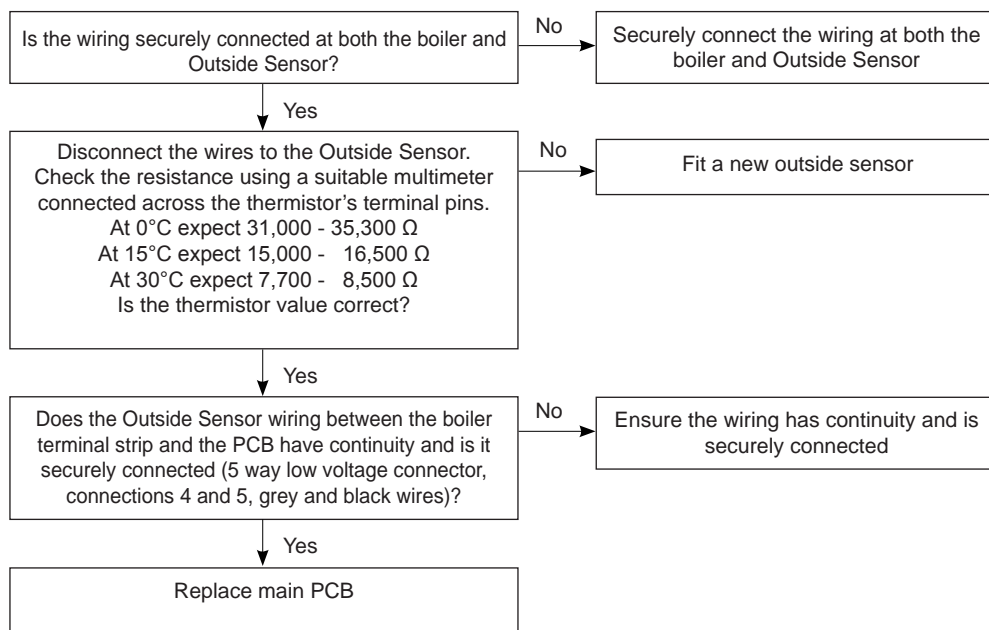 Is the wiring securely connected at both the boiler and
Outside Sensor?
No
Securely connect the wiring at both the
boiler and Outside Sensor
Yes
Disconnect the wires to the Outside Sensor.
Check the resistance using a suitable multimeter
connected across the thermistor's terminal pins.
At 0°C expect 31,000 - 35,300 Ω
At 15°C expect 15,000 - 16,500 Ω
At 30°C expect 7,700 - 8,500 Ω
Is the thermistor value correct?
No
Fit a new outside sensor
Yes
Does the Outside Sensor wiring between the boiler
terminal strip and the PCB have continuity and is it
securely connected (5 way low voltage connector,
connections 4 and 5, grey and black wires)?
No
Ensure the wiring has continuity and is
securely connected
Yes
Replace main PCB